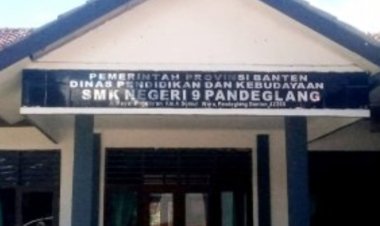 PEMERINTAH PROVINSI BANTEN
DINAS PENDIDIKAN DAN KEBUDAYAAN
SMK NEGERI 9 PANDEGLANG
Pandeglang Banten